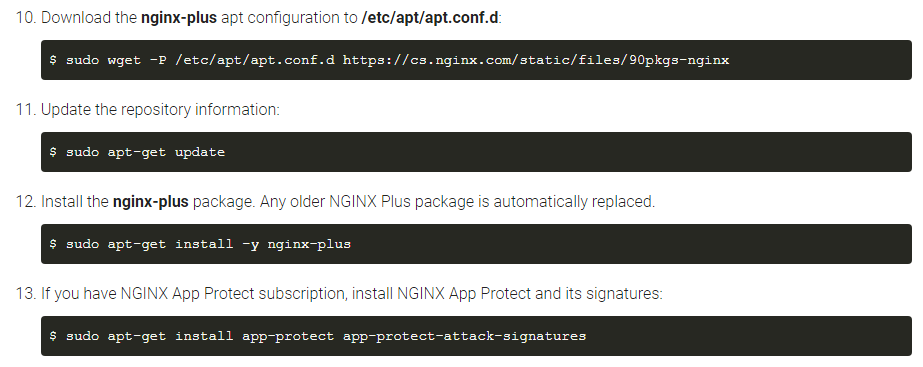 10. Download the nginx-plus apt configuration to /etc/apt/apt.conf.d:
$ sudo wget -P /etc/apt/apt.conf.d https://cs.nginx.com/static/files/90pkgs-nginx
11. Update the repository information:
$ sudo apt-get update
12. Install the nginx-plus package. Any older NGINX Plus package is automatically replaced.
$ sudo apt-get install -y nginx-plus
13. If you have NGINX App Protect subscription, install NGINX App Protect and its signatures:
$ sudo apt-get install app-protect app-protect-attack-signatures